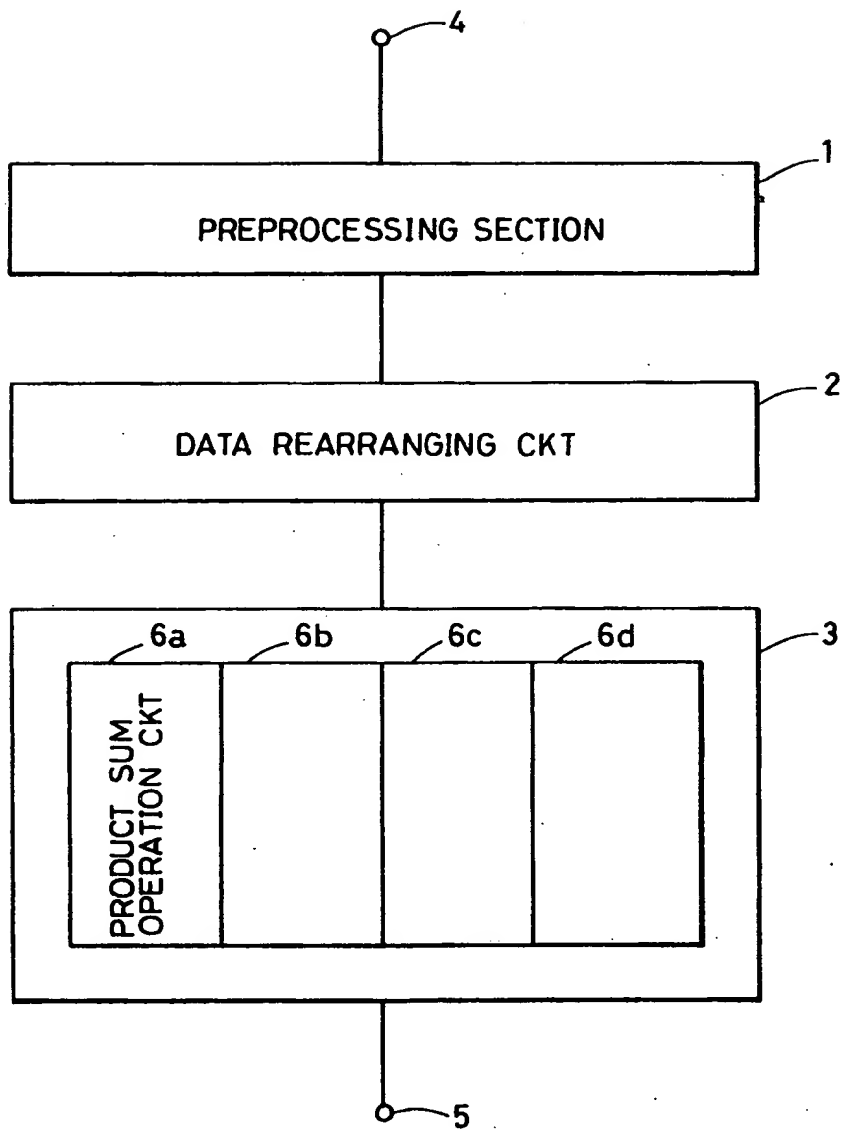 4
1
PREPROCESSING SECTION
2
DATA REARRANGING CKT
3
6a 6b 6c 6d
PRODUCT SUM
OPERATION CKT
5